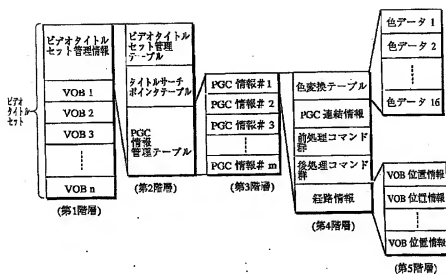 ビデオ
タイトル
セット
ビデオタイトル
セット管理情報
VOB 1
VOB 2
VOB 3
VOB n
(第1階層)
ビデオタイトル
セット管理
テーブル
タイトルサーチ
ポインタテーブル
PGC
情報
管理テーブル
(第2階層)
PGC 情報#1
PGC 情報#2
PGC 情報#3
PGC 情報#m
(第3階層)
色変換テーブル
PGC 連結情報
前処理コマンド
群
後処理コマンド
群
経路情報
(第4階層)
色データ 1
色データ 2
色データ 16
VOB 位置情報
VOB 位置情報
VOB 位置情報
(第5階層)